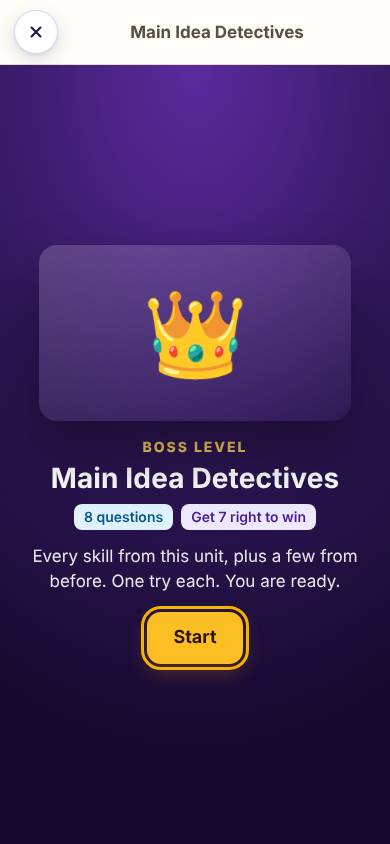 Main Idea Detectives
BOSS LEVEL
Main Idea Detectives
8 questions
Get 7 right to win
Every skill from this unit, plus a few from
before. One try each. You are ready.
Start